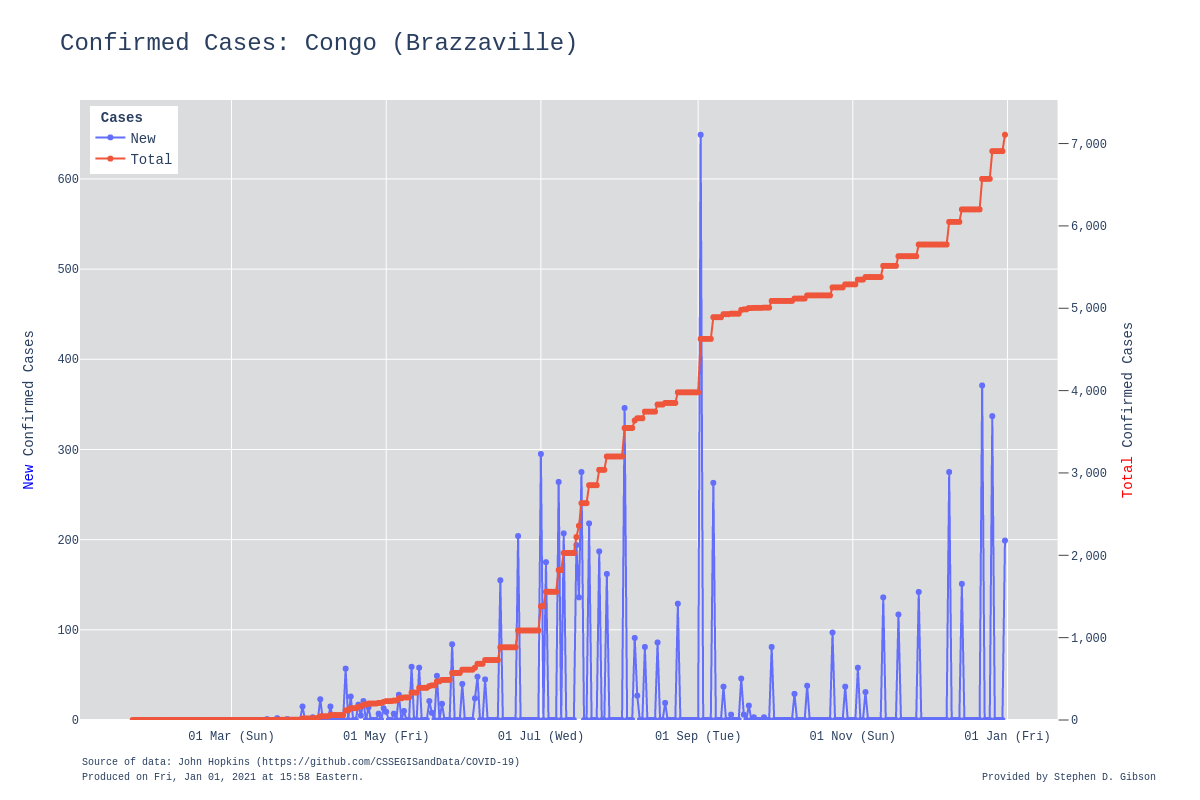 Confirmed Cases: Congo (Brazzaville)
Cases
New
Total
600
500
400
300
200
100
0
7,000
6,000
5,000
4,000
3,000
2,000
1,000
0
New Confirmed Cases
Total Confirmed Cases
01 Mar (Sun) 01 May (Fri) 01 Jul (Wed) 01 Sep (Tue) 01 Nov (Sun) 01 Jan (Fri)
Source of data: John Hopkins (https://github.com/CSSEGISandData/COVID-19)
Produced on Fri, Jan 01, 2021 at 15:58 Eastern.
Provided by Stephen D. Gibson